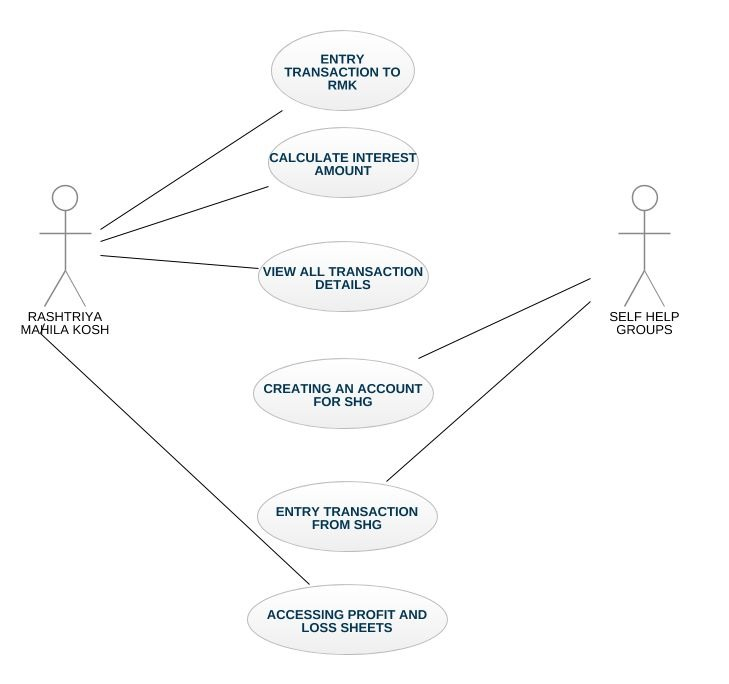 ENTRY
TRANSACTION TO
RMK
CALCULATE INTEREST
AMOUNT
VIEW ALL TRANSACTION
DETAILS
RASHTRIYA
MAHILA KOSH
SELF HELP
GROUPS
CREATING AN ACCOUNT
FOR SHG
ENTRY TRANSACTION
FROM SHG
ACCESSING PROFIT AND
LOSS SHEETS